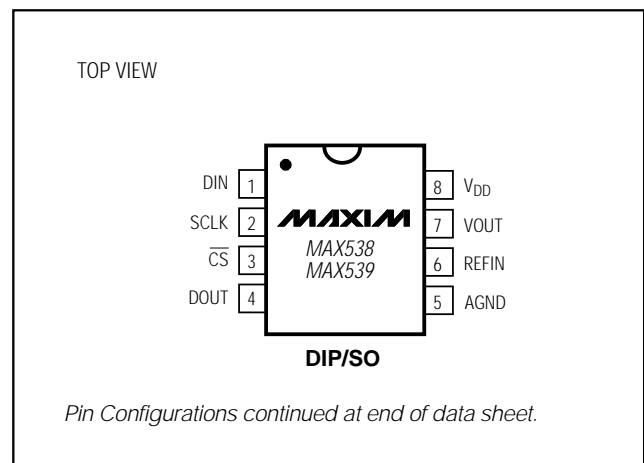 TOP VIEW
DIN 1
SCLK 2
CS 3
DOUT 4
MAXIM
MAX538
MAX539
8 VDD
7 VOUT
6 REFIN
5 AGND
DIP/SO
Pin Configurations continued at end of data sheet.